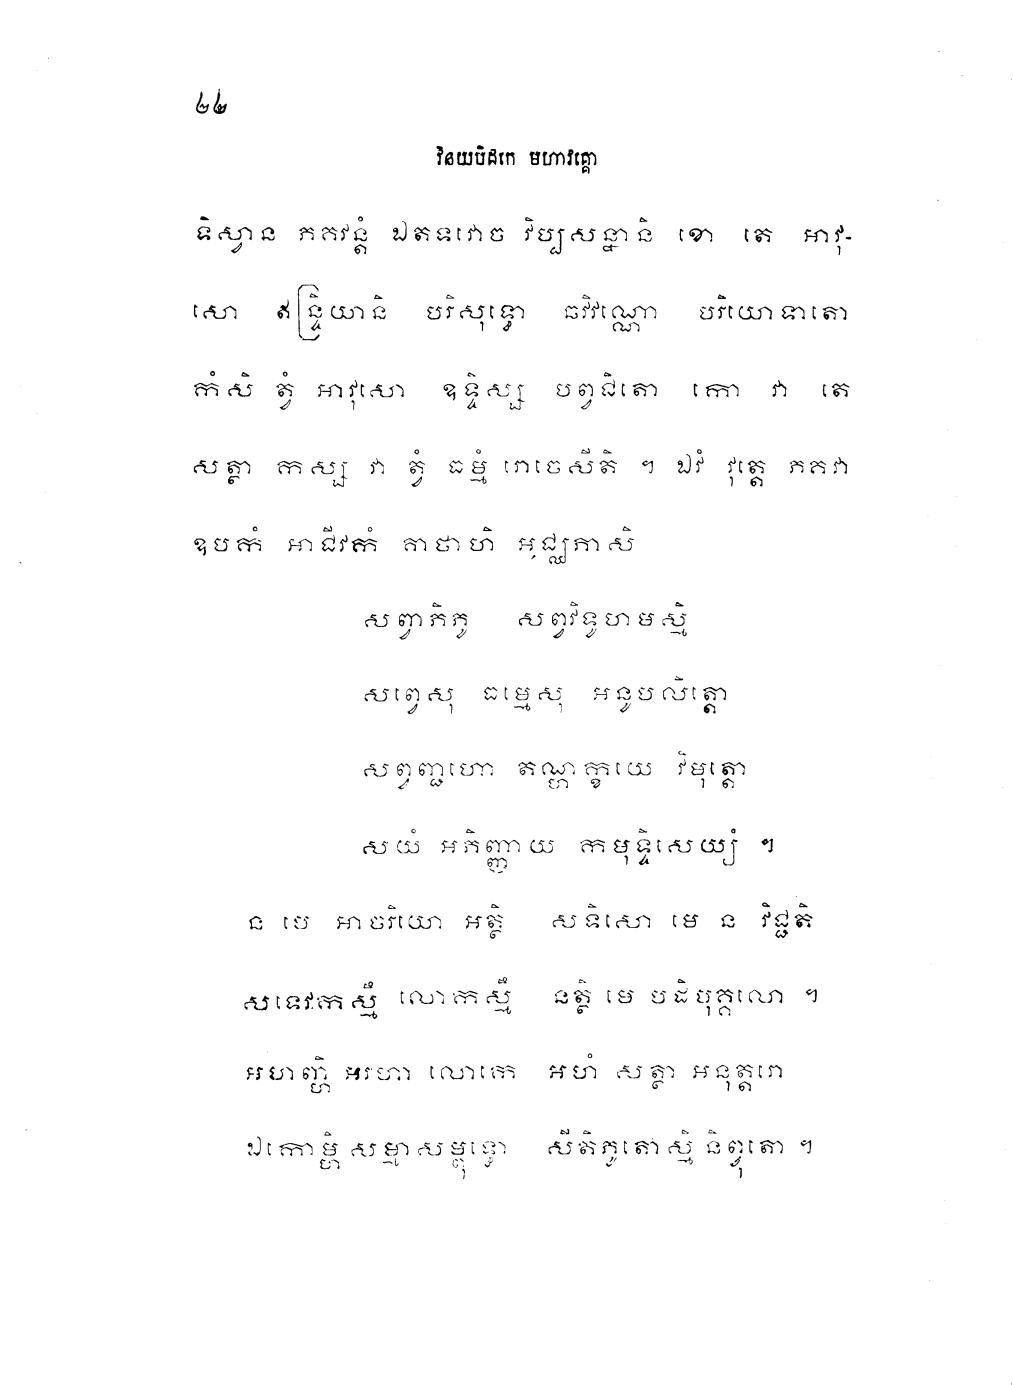 ៤៤
វិនយបិដកេ មហាវគ្គោ
ទិស្វាន ភគវន្តំ ឯតទវោច វិប្បសន្នានិ ខោ តេ អាវុ-
សោ ឥន្ទ្រិយានិ បរិសុទ្ធោ ឆវិវណ្ណោ បរិយោទាតោ
កំសិ ត្វំ អាវុសោ ឧទ្ទិស្ស បព្វជិតោ កោ វា តេ
សត្ថា កស្ស វា ត្វំ ធម្មំ រោចេសីតិ ។ ឯវំ វុត្តេ ភគវា
ឧបកំ អាជីវកំ គាថាហិ អជ្ឈភាសិ
សព្វាភិភូ សព្វវិទូហមស្មិ
សព្វេសុ ធម្មេសុ អនូបលិត្តោ
សព្វញ្ជហោ តណ្ហក្ខយេ វិមុត្តោ
សយំ អភិញ្ញាយ កមុទ្ទិសេយ្យំ ។
ន មេ អាចរិយោ អត្ថិ សទិសោ មេ ន វិជ្ជតិ
សទេវកស្មឹ លោកស្មឹ នត្ថិ មេ បដិបុគ្គលោ ។
អហញ្ហិ អរហា លោកេ អហំ សត្ថា អនុត្តរោ
ឯកោម្ហិ សម្មាសម្ពុទ្ធោ សីតិភូតោស្មិ និព្វុតោ ។